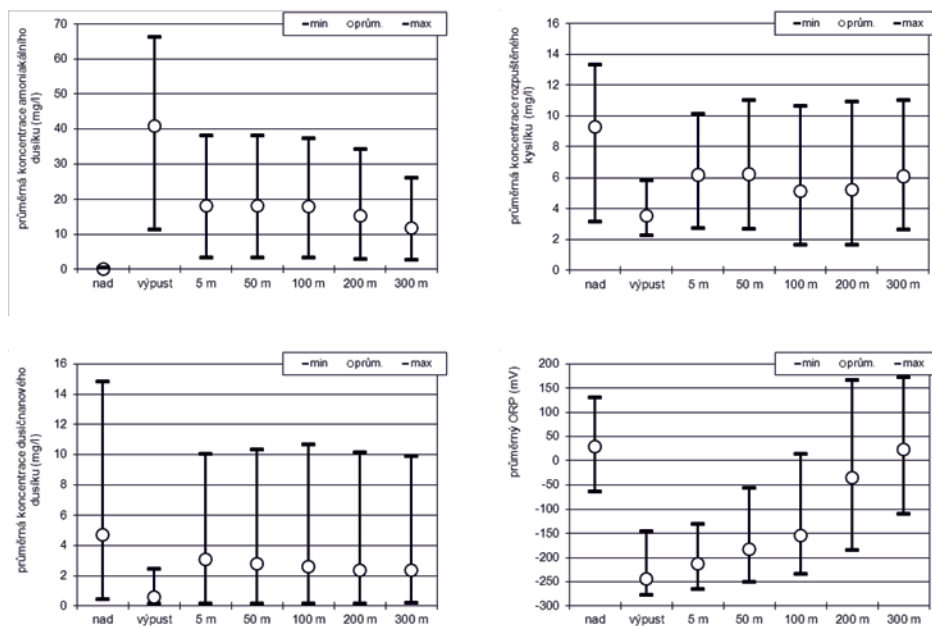 min prům. max
průměrná koncentrace amoniakálního
dusíku (mg/l)
70
60
50
40
30
20
10
0
nad výpust 5 m 50 m 100 m 200 m 300 m
min prům. max
průměrná koncentrace rozpuštěného
kyslíku (mg/l)
16
14
12
10
8
6
4
2
0
nad výpust 5 m 50 m 100 m 200 m 300 m
min prům. max
průměrná koncentrace dusičnanového
dusíku (mg/l)
16
14
12
10
8
6
4
2
0
nad výpust 5 m 50 m 100 m 200 m 300 m
min prům. max
průměrný ORP (mV)
200
150
100
50
0
-50
-100
-150
-200
-250
-300
nad výpust 5 m 50 m 100 m 200 m 300 m